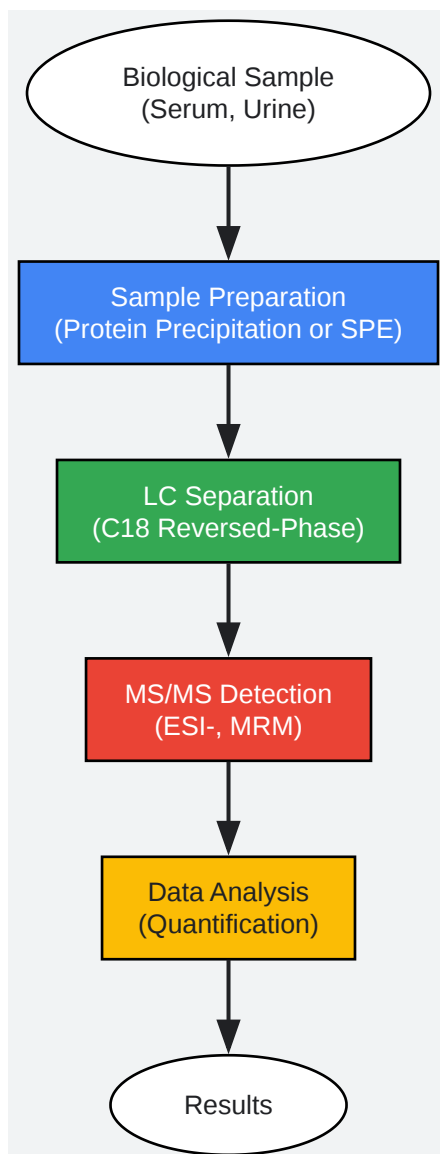 Biological Sample
(Serum, Urine)
Sample Preparation
(Protein Precipitation or SPE)
LC Separation
(C18 Reversed-Phase)
MS/MS Detection
(ESI-, MRM)
Data Analysis
(Quantification)
Results